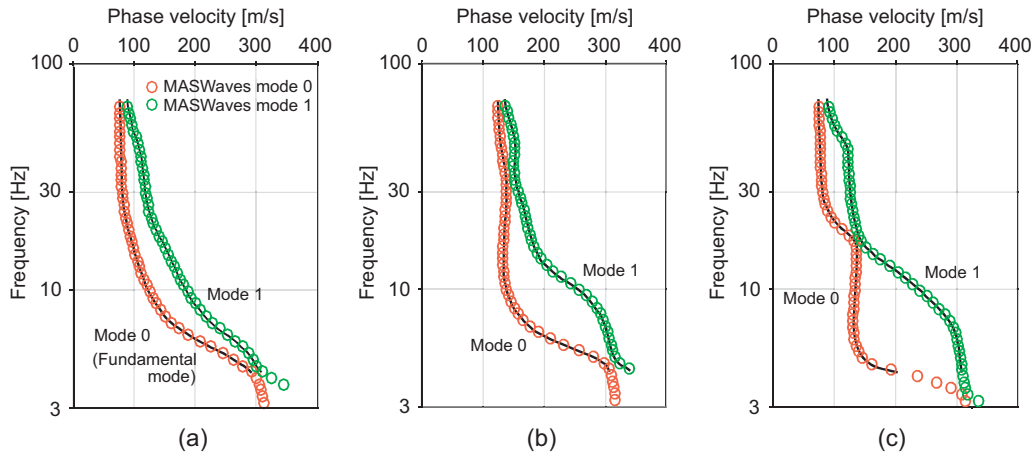 Phase velocity [m/s]
0 100 200 300 400
100
30
10
3
Frequency [Hz]
MASWaves mode 0
MASWaves mode 1
Mode 1
Mode 0
(Fundamental
mode)
(a)
Phase velocity [m/s]
0 100 200 300 400
100
30
10
3
Frequency [Hz]
Mode 1
Mode 0
(b)
Phase velocity [m/s]
0 100 200 300 400
100
30
10
3
Frequency [Hz]
Mode 1
Mode 0
(c)